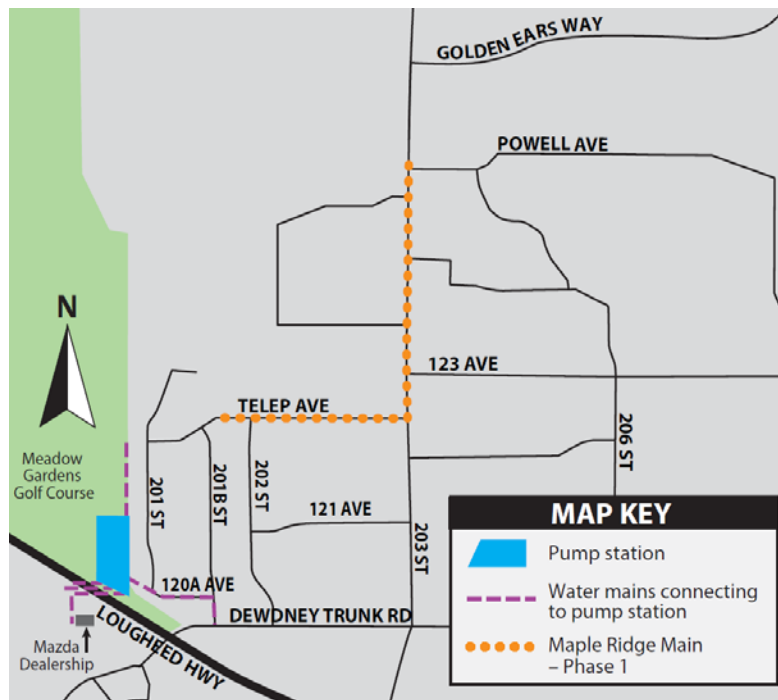 GOLDEN EARS WAY
POWELL AVE
N
123 AVE
TELEP AVE
Meadow
Gardens
Golf Course
201 ST
201B ST
202 ST
206 ST
121 AVE
203 ST
120A AVE
DEWDNEY TRUNK RD
LOUGHEED HWY
Mazda
Dealership
MAP KEY
Pump station
Water mains connecting
to pump station
Maple Ridge Main
– Phase 1